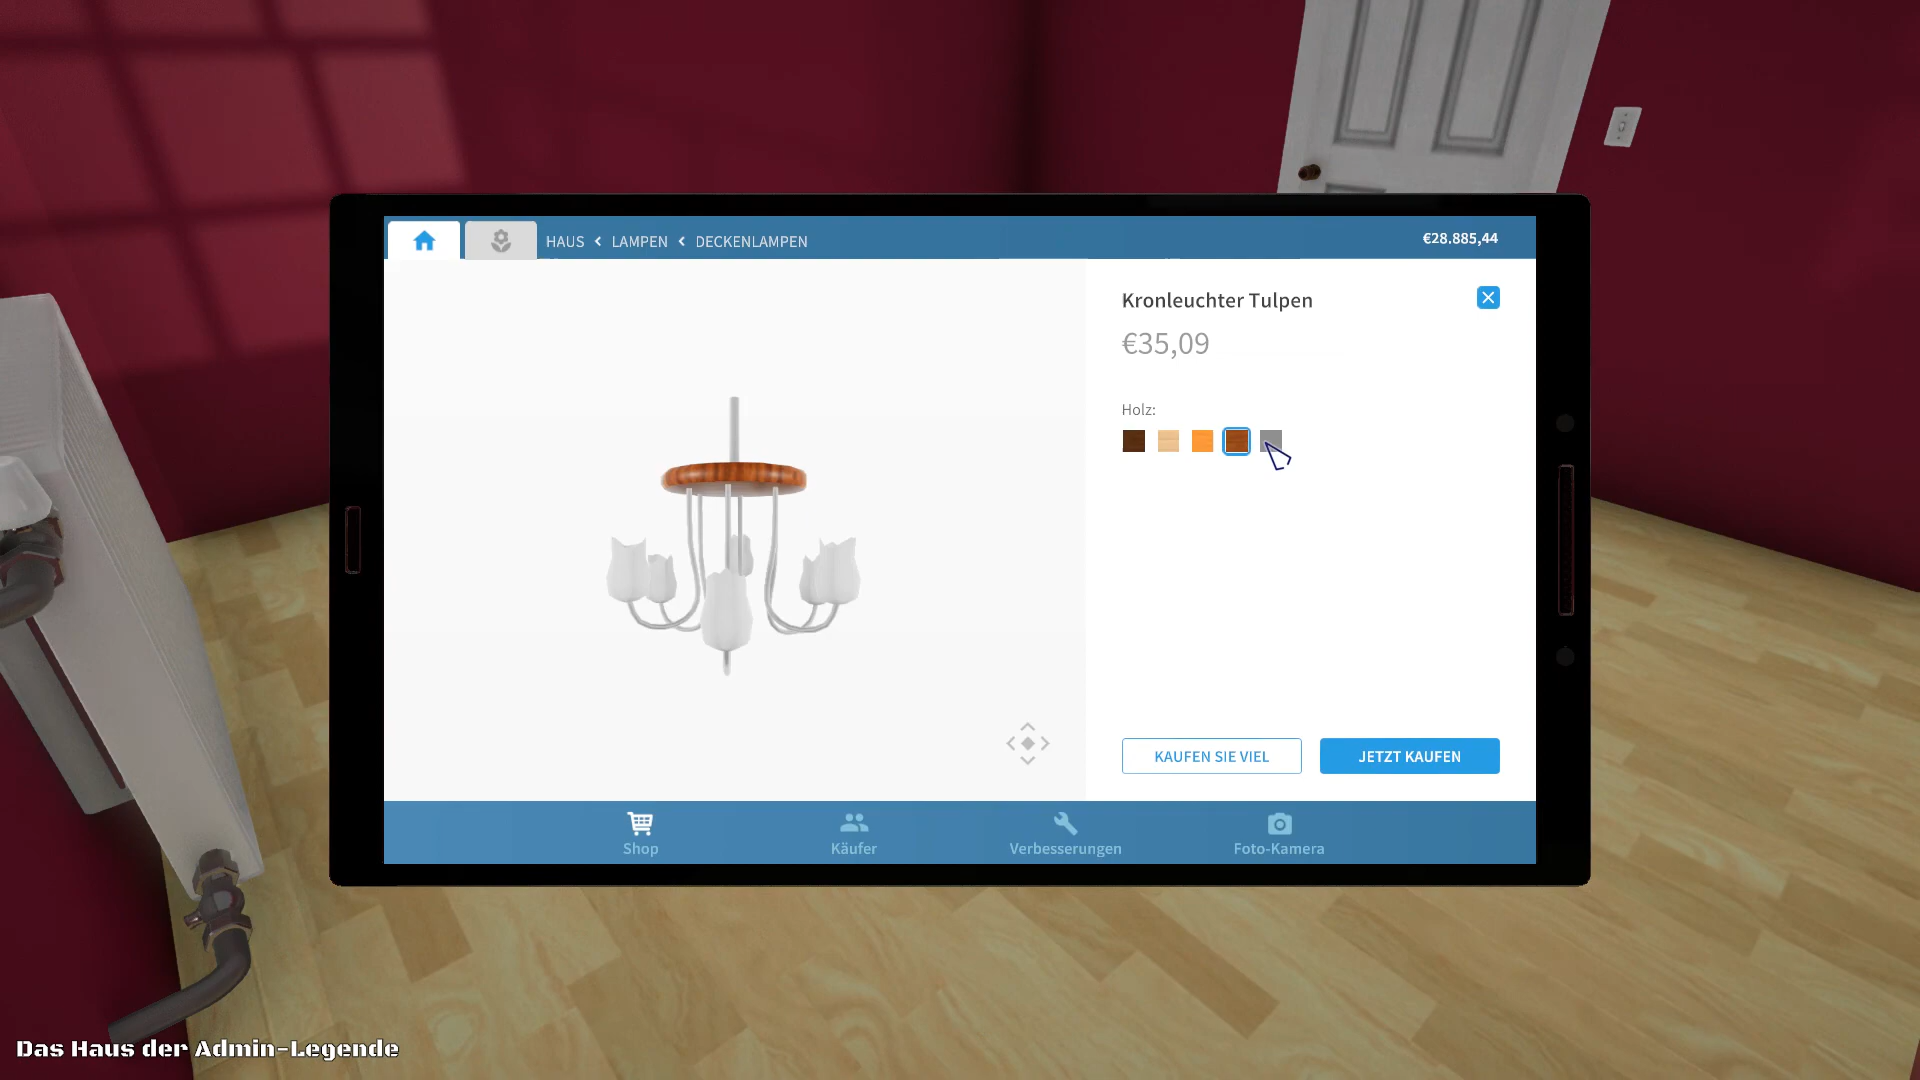 HAUS < LAMPEN < DECKENLAMPEN
€28.885,44
Kronleuchter Tulpen
€35,09
Holz:
KAUFEN SIE VIEL
JETZT KAUFEN
Shop
Käufer
Verbesserungen
Foto-Kamera
Das Haus der Admin-Legende